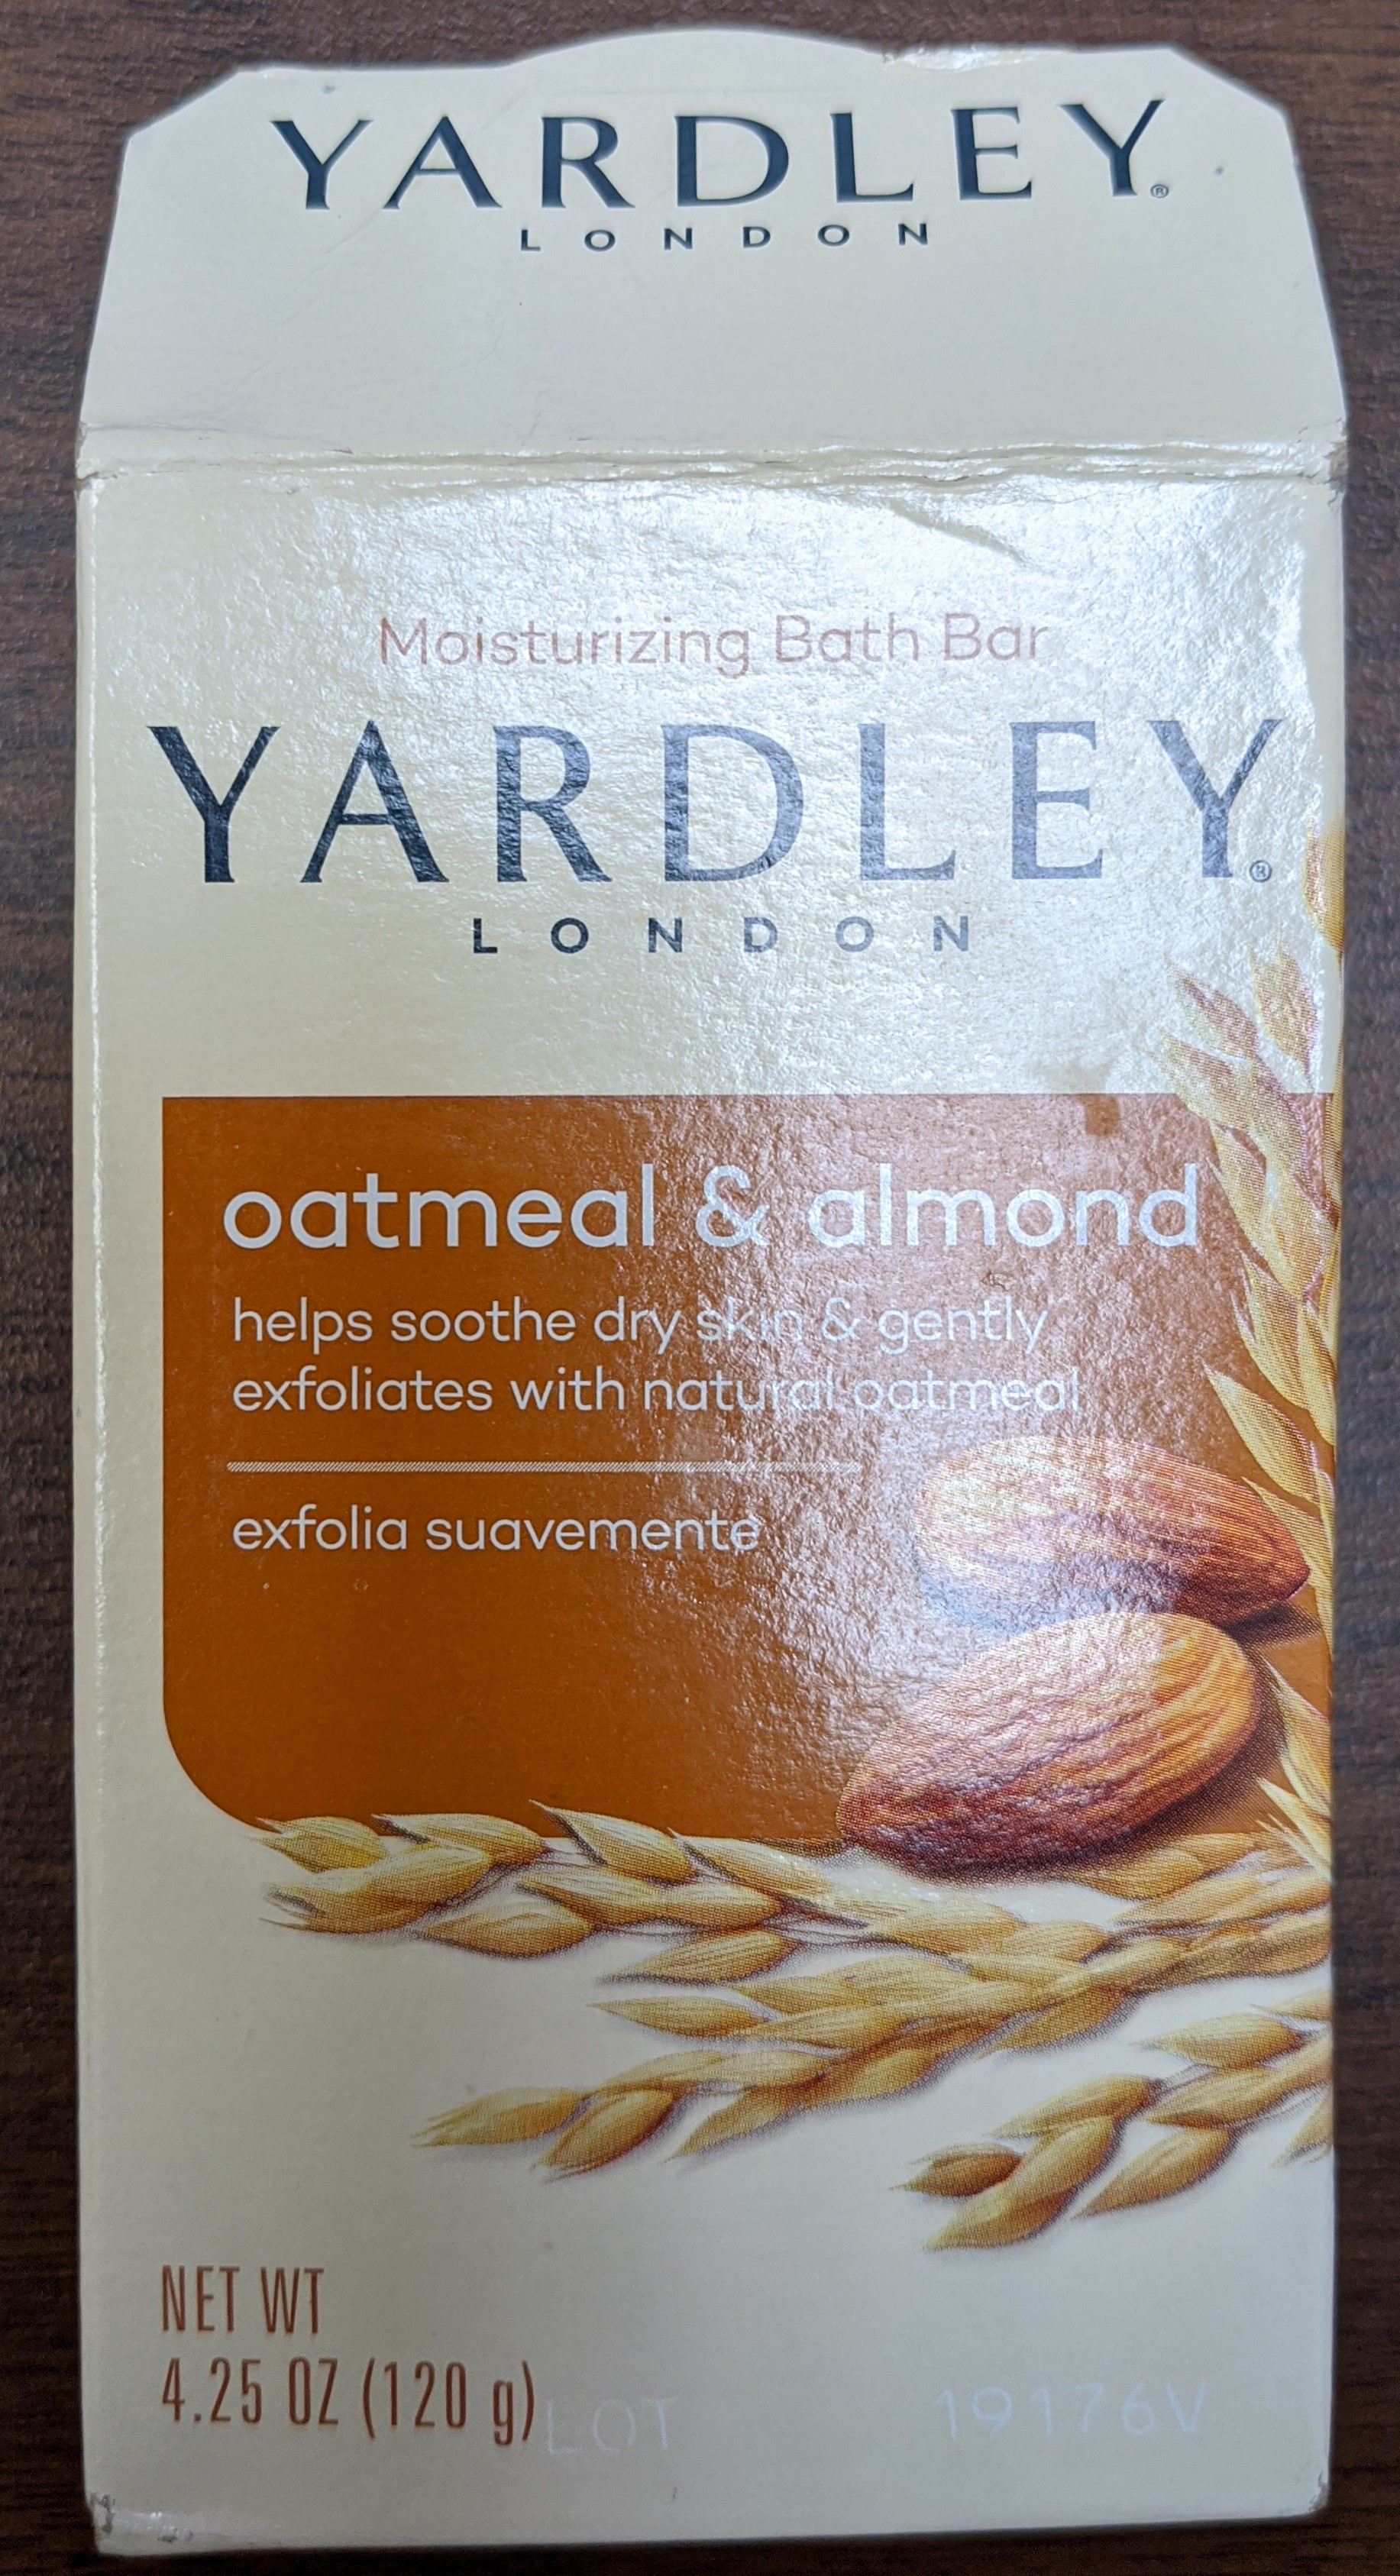 YARDLEY®
LONDON
Moisturizing Bath Bar
YARDLEY®
LONDON
oatmeal & almond
helps soothe dry skin & gently
exfoliates with natural oatmeal
exfolia suavemente
NET WT
4.25 OZ (120 g)
LOT 19176V